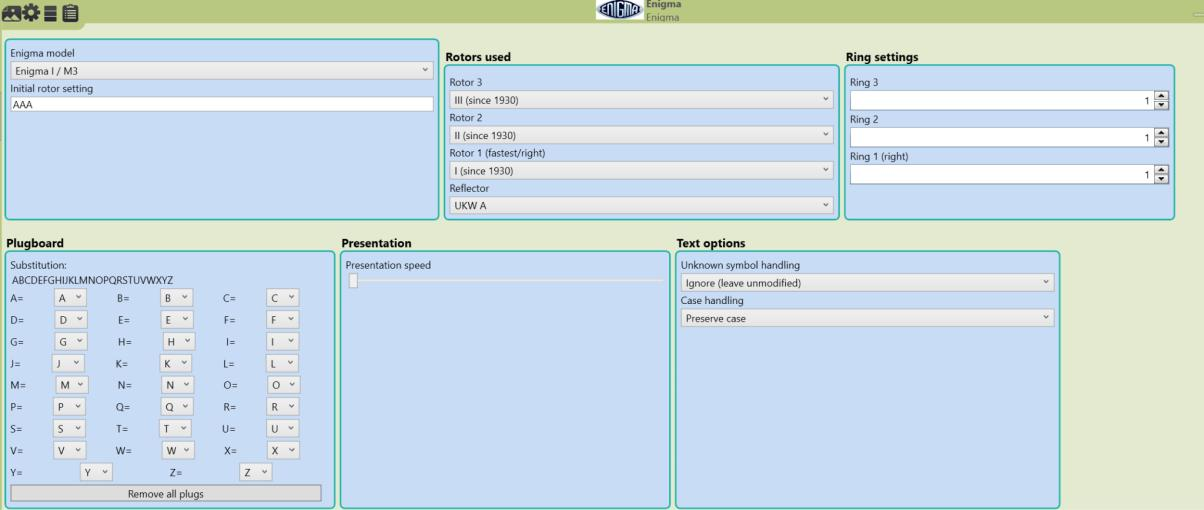 ENIGMA
Enigma
Enigma
Enigma model
Enigma I / M3
Initial rotor setting
AAA
Rotors used
Rotor 3
III (since 1930)
Rotor 2
II (since 1930)
Rotor 1 (fastest/right)
I (since 1930)
Reflector
UKW A
Ring settings
Ring 3
1
Ring 2
1
Ring 1 (right)
1
Plugboard
Substitution:
ABCDEFGHIJKLMNOPQRSTUVWXYZ
A= A B= B C= C
D= D E= E F= F
G= G H= H I= I
J= J K= K L= L
M= M N= N O= O
P= P Q= Q R= R
S= S T= T U= U
V= V W= W X= X
Y= Y Z= Z
Remove all plugs
Presentation
Presentation speed
Text options
Unknown symbol handling
Ignore (leave unmodified)
Case handling
Preserve case